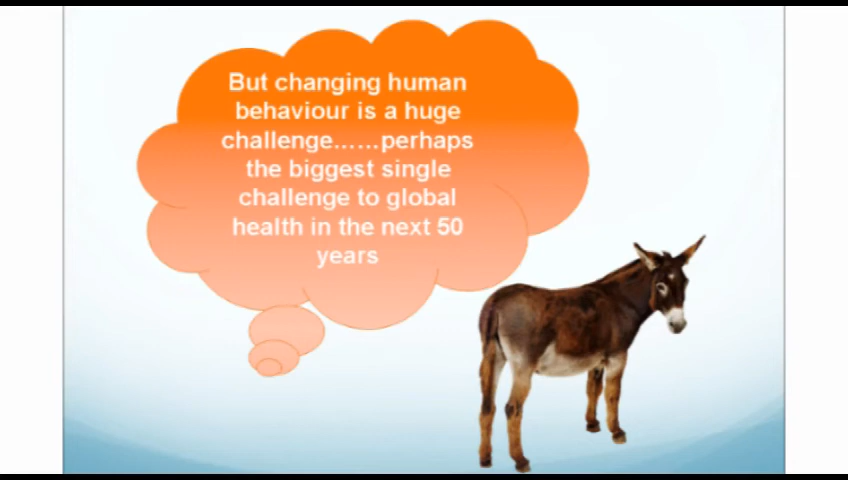 But changing human
behaviour is a huge
challenge……perhaps
the biggest single
challenge to global
health in the next 50
years